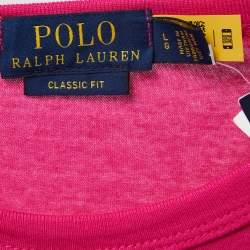 POLO
RALPH LAUREN
CLASSIC FIT